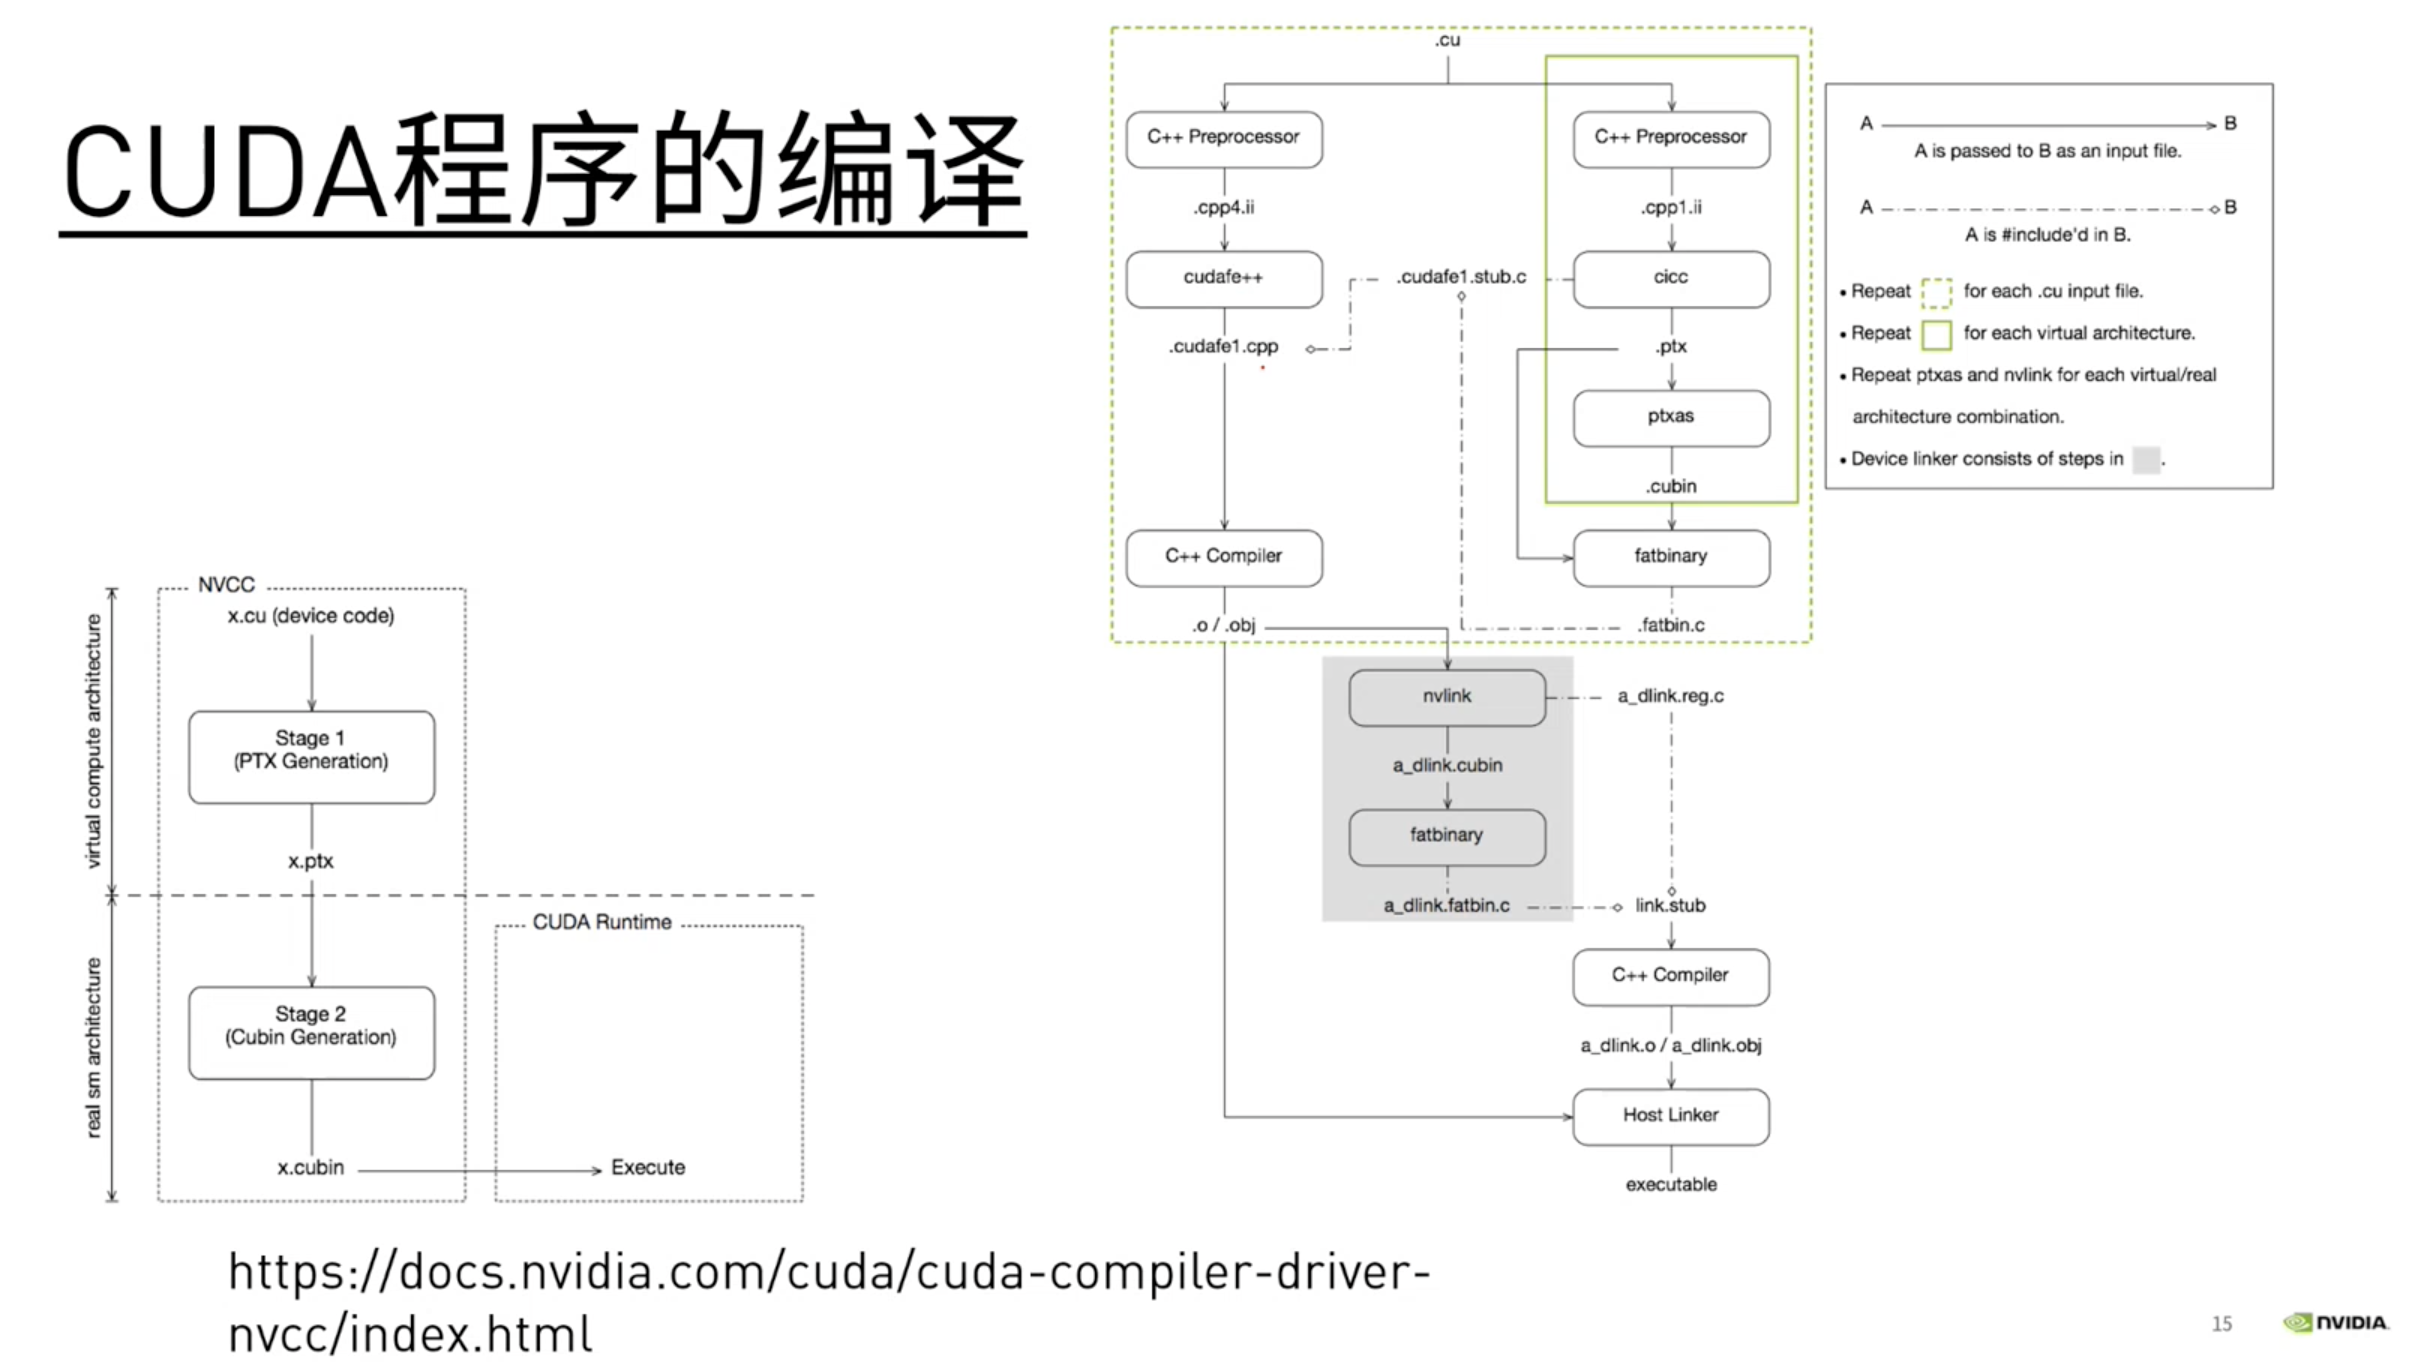 CUDA程序的编译
NVCC
x.cu (device code)
Stage 1
(PTX Generation)
x.ptx
virtual compute architecture
real sm architecture
Stage 2
(Cubin Generation)
x.cubin
CUDA Runtime
Execute
.cu
C++ Preprocessor
C++ Preprocessor
.cpp4.ii
.cpp1.ii
cudafe++
.cudafe1.stub.c
cicc
.cudafe1.cpp
.ptx
ptxas
.cubin
C++ Compiler
fatbinary
.o / .obj
.fatbin.c
nvlink
a_dlink.reg.c
a_dlink.cubin
fatbinary
a_dlink.fatbin.c
link.stub
C++ Compiler
a_dlink.o / a_dlink.obj
Host Linker
executable
A B
A is passed to B as an input file.
A B
A is #include'd in B.
• Repeat for each .cu input file.
• Repeat for each virtual architecture.
• Repeat ptxas and nvlink for each virtual/real
architecture combination.
• Device linker consists of steps in .
https://docs.nvidia.com/cuda/cuda-compiler-driver-
nvcc/index.html
15
NVIDIA.